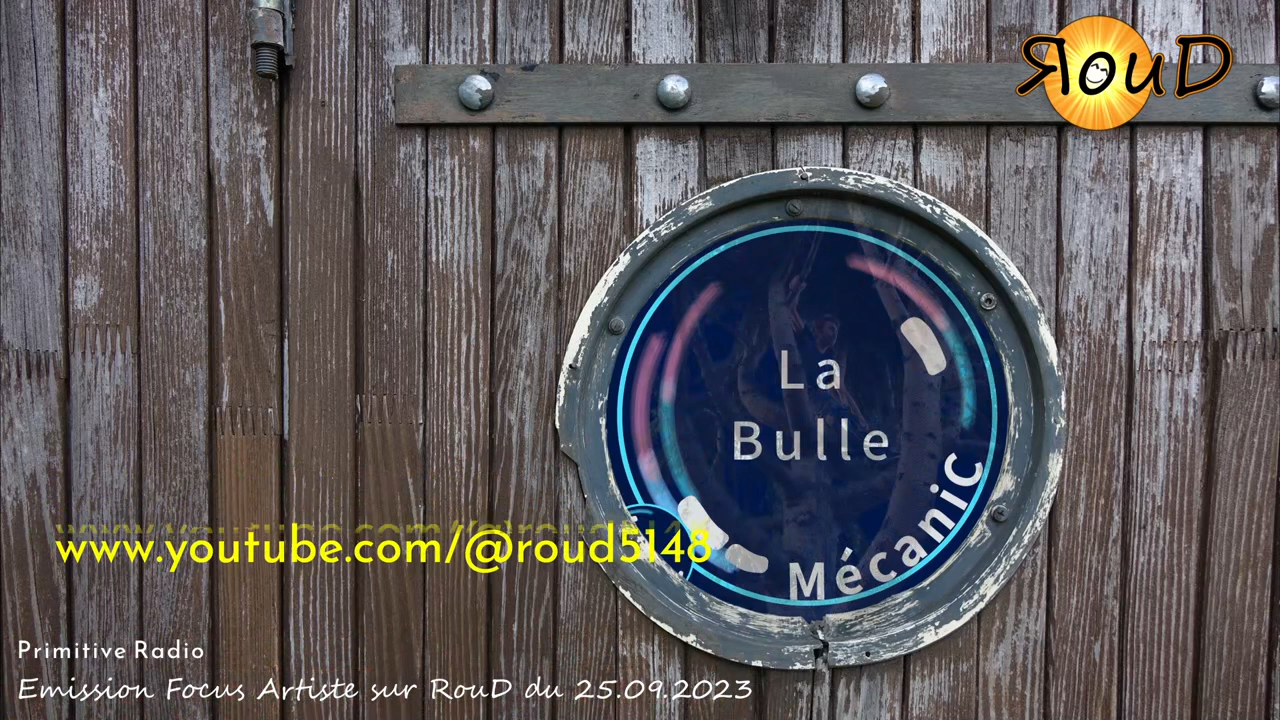 RouD
La
Bulle
MécaniC
www.youtube.com/@roud5148
Primitive Radio
Emission Focus Artiste sur RouD du 25.09.2023